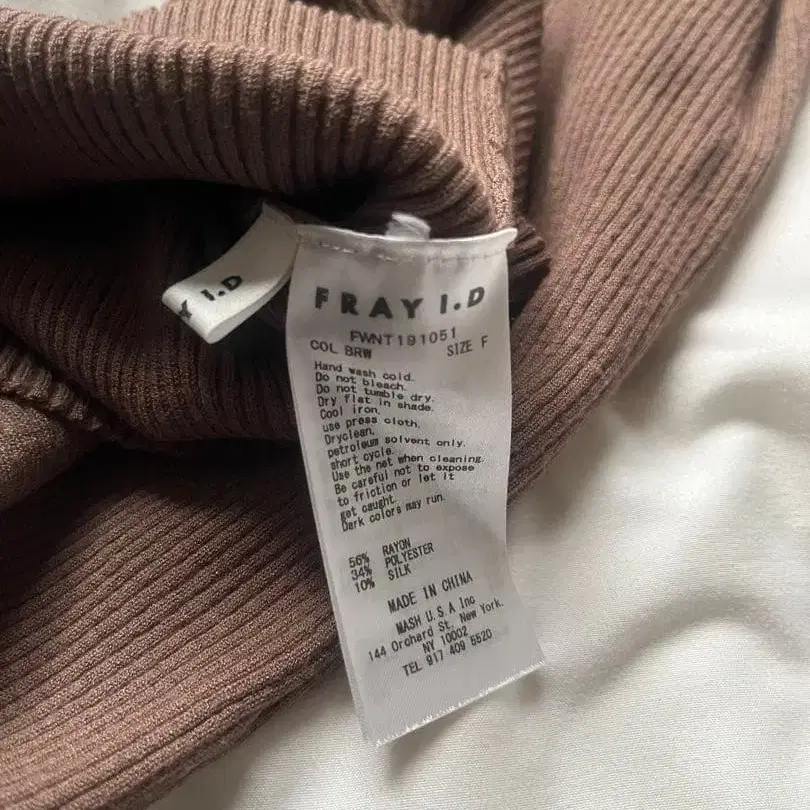 Y I.D
FRAY I.D
FWNT191051
COL BRW SIZE F
Hand wash cold.
Do not bleach.
Do not tumble dry.
Dry flat in shade.
Cool iron.
use press cloth.
Dryclean.
petroleum solvent only.
short cycle.
Use the net when cleaning.
Be careful not to expose
to friction or let it
get caught.
Dark colors may run.
56% RAYON
34% POLYESTER
10% SILK
MADE IN CHINA
MASH U.S.A Inc
144 Orchard St. New York.
NY 10002
TEL 917 409 5520